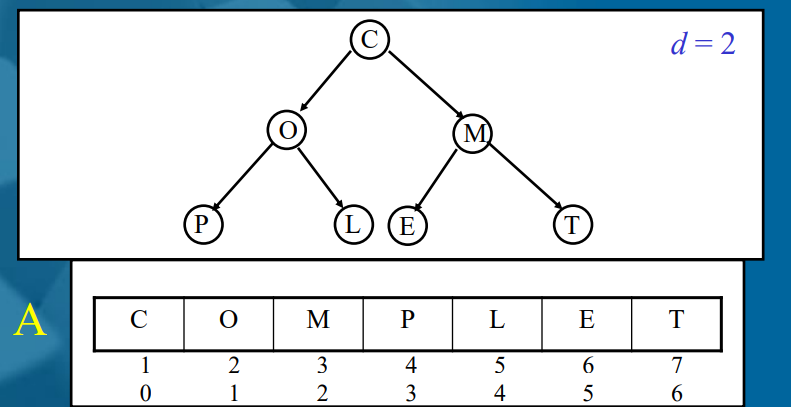 C
d = 2
O M
P L E T
A
C O M P L E T
1 2 3 4 5 6 7
0 1 2 3 4 5 6